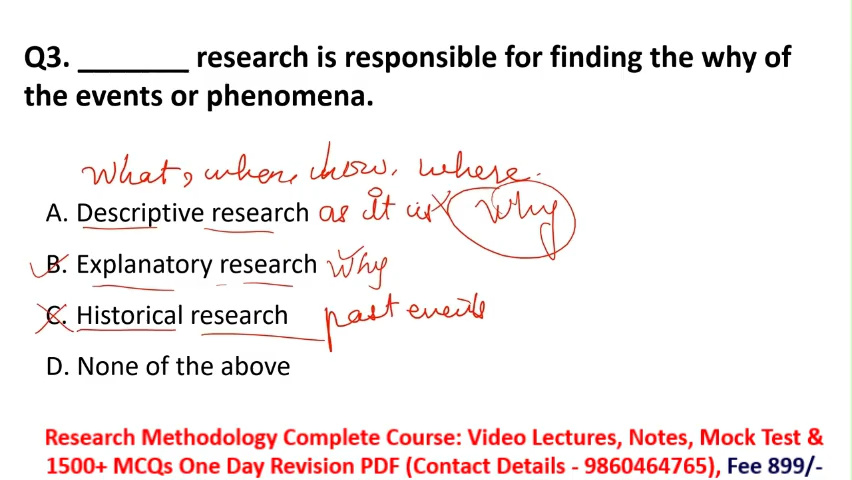 Q3. _______ research is responsible for finding the why of
the events or phenomena.
What, when, how, where.
A. Descriptive research as it is Why
B. Explanatory research Why
C. Historical research past events
D. None of the above
Research Methodology Complete Course: Video Lectures, Notes, Mock Test &
1500+ MCQs One Day Revision PDF (Contact Details - 9860464765), Fee 899/-